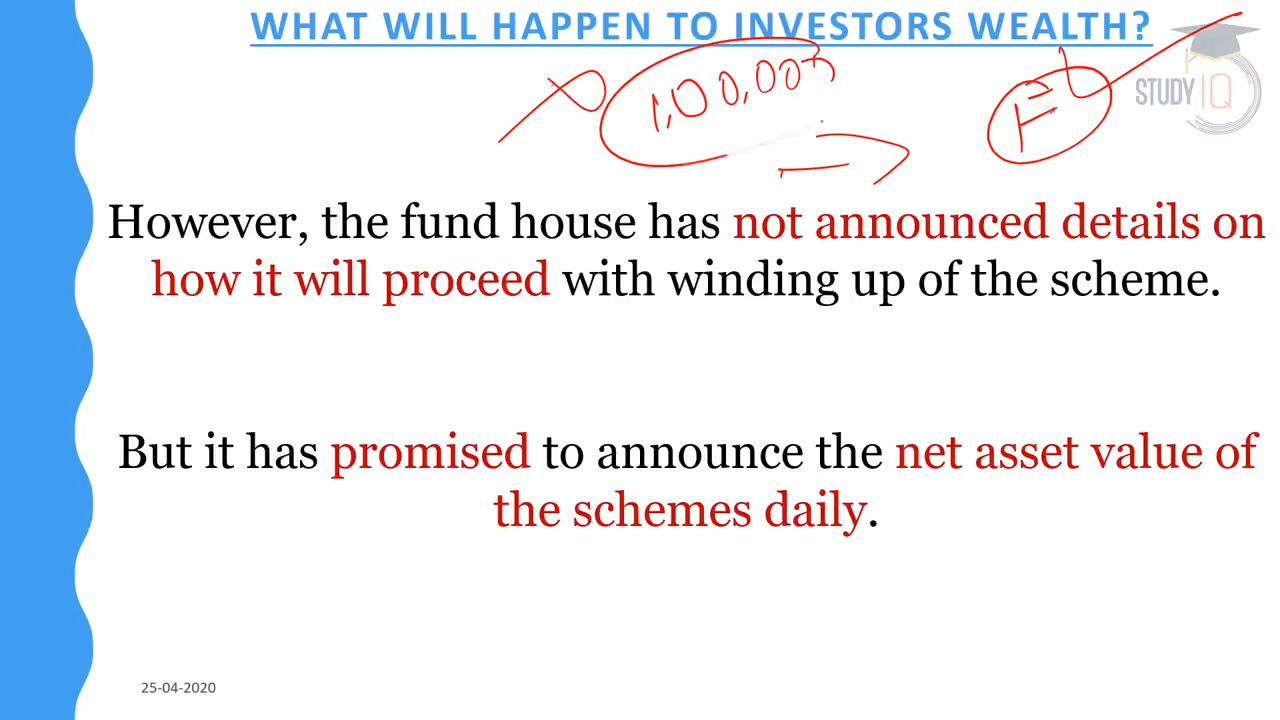 WHAT WILL HAPPEN TO INVESTORS WEALTH?
STUDY IQ
1,00,00
However, the fund house has not announced details on
how it will proceed with winding up of the scheme.
But it has promised to announce the net asset value of
the schemes daily.
25-04-2020